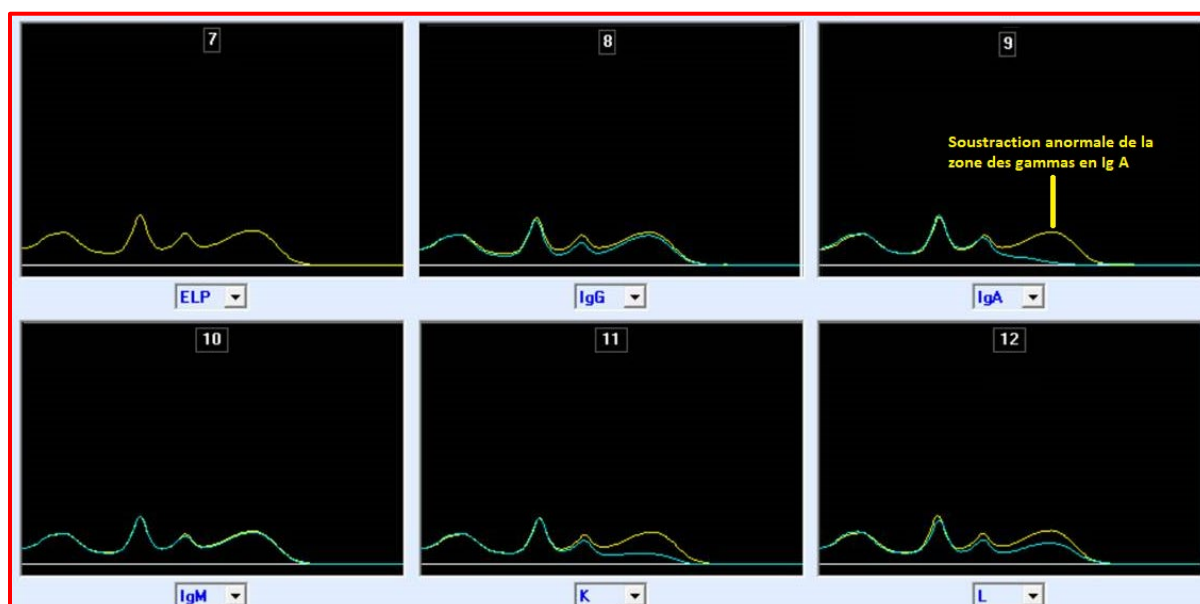 7
8
9
Soustraction anormale de la
zone des gammas en Ig A
ELP
IgG
IgA
10
11
12
IgM
K
L